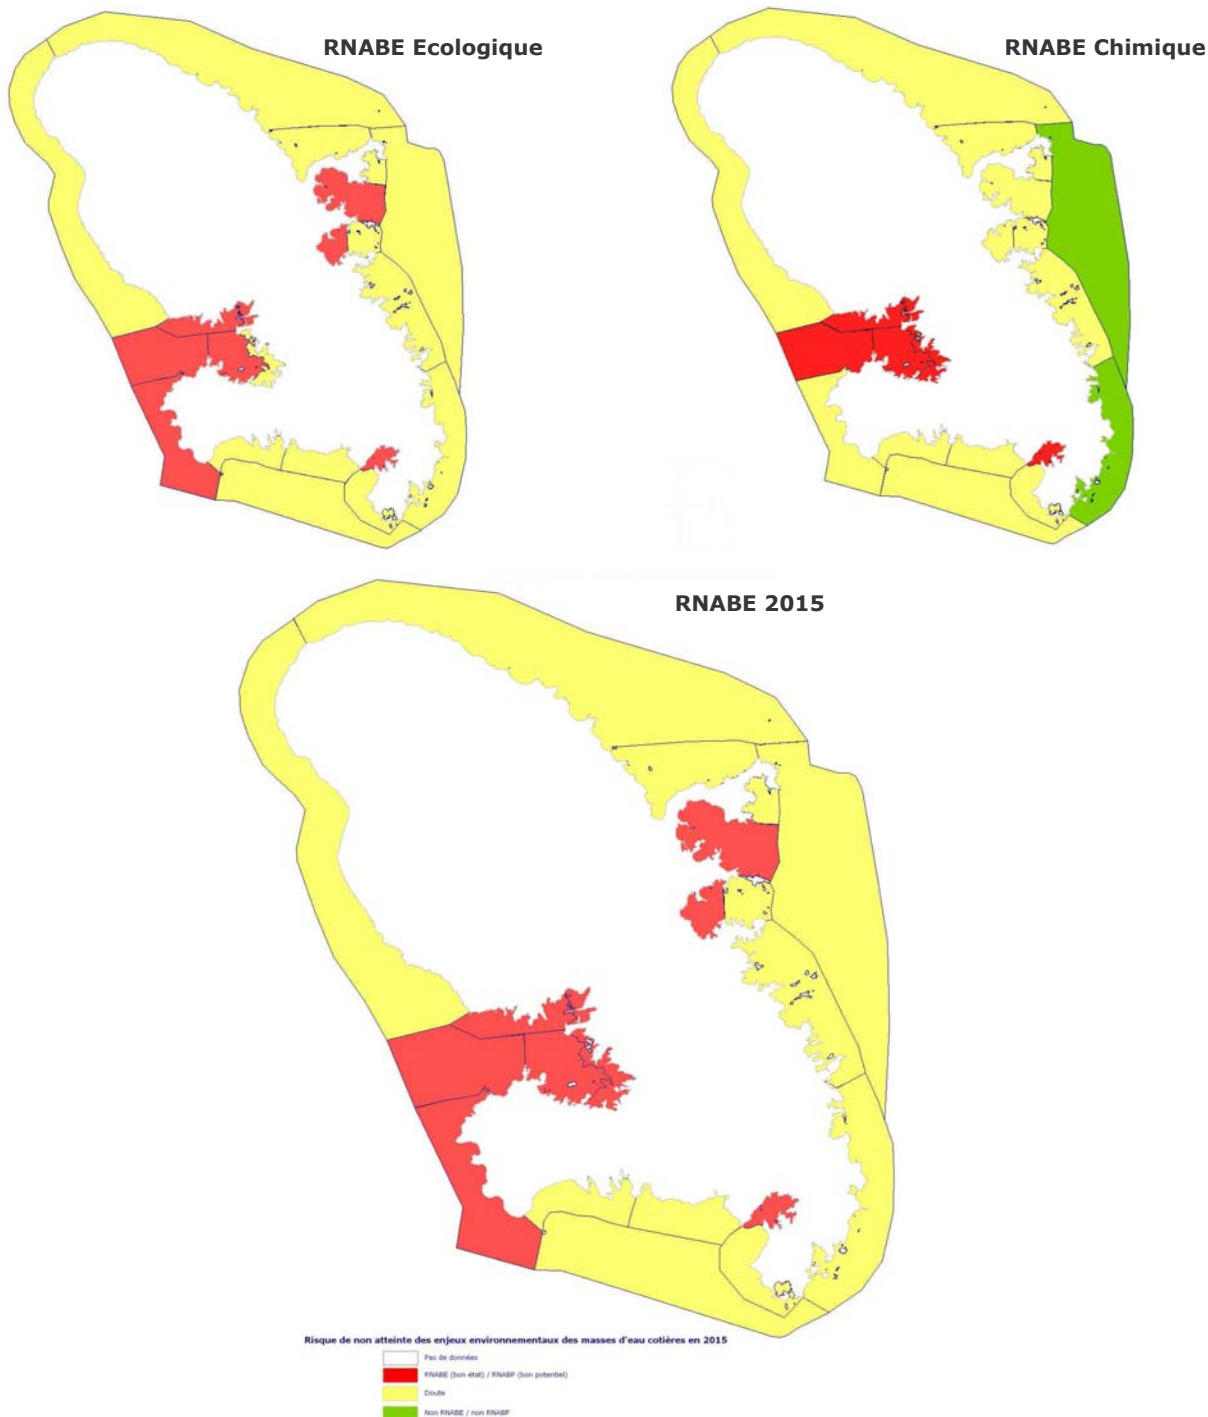 RNABE Ecologique
RNABE Chimique
RNABE 2015
Risque de non atteinte des enjeux environnementaux des masses d'eau cotières en 2015
Pas de données
RNABE (bon état) / RNABP (bon potentiel)
Doute
Non RNABE / non RNABP